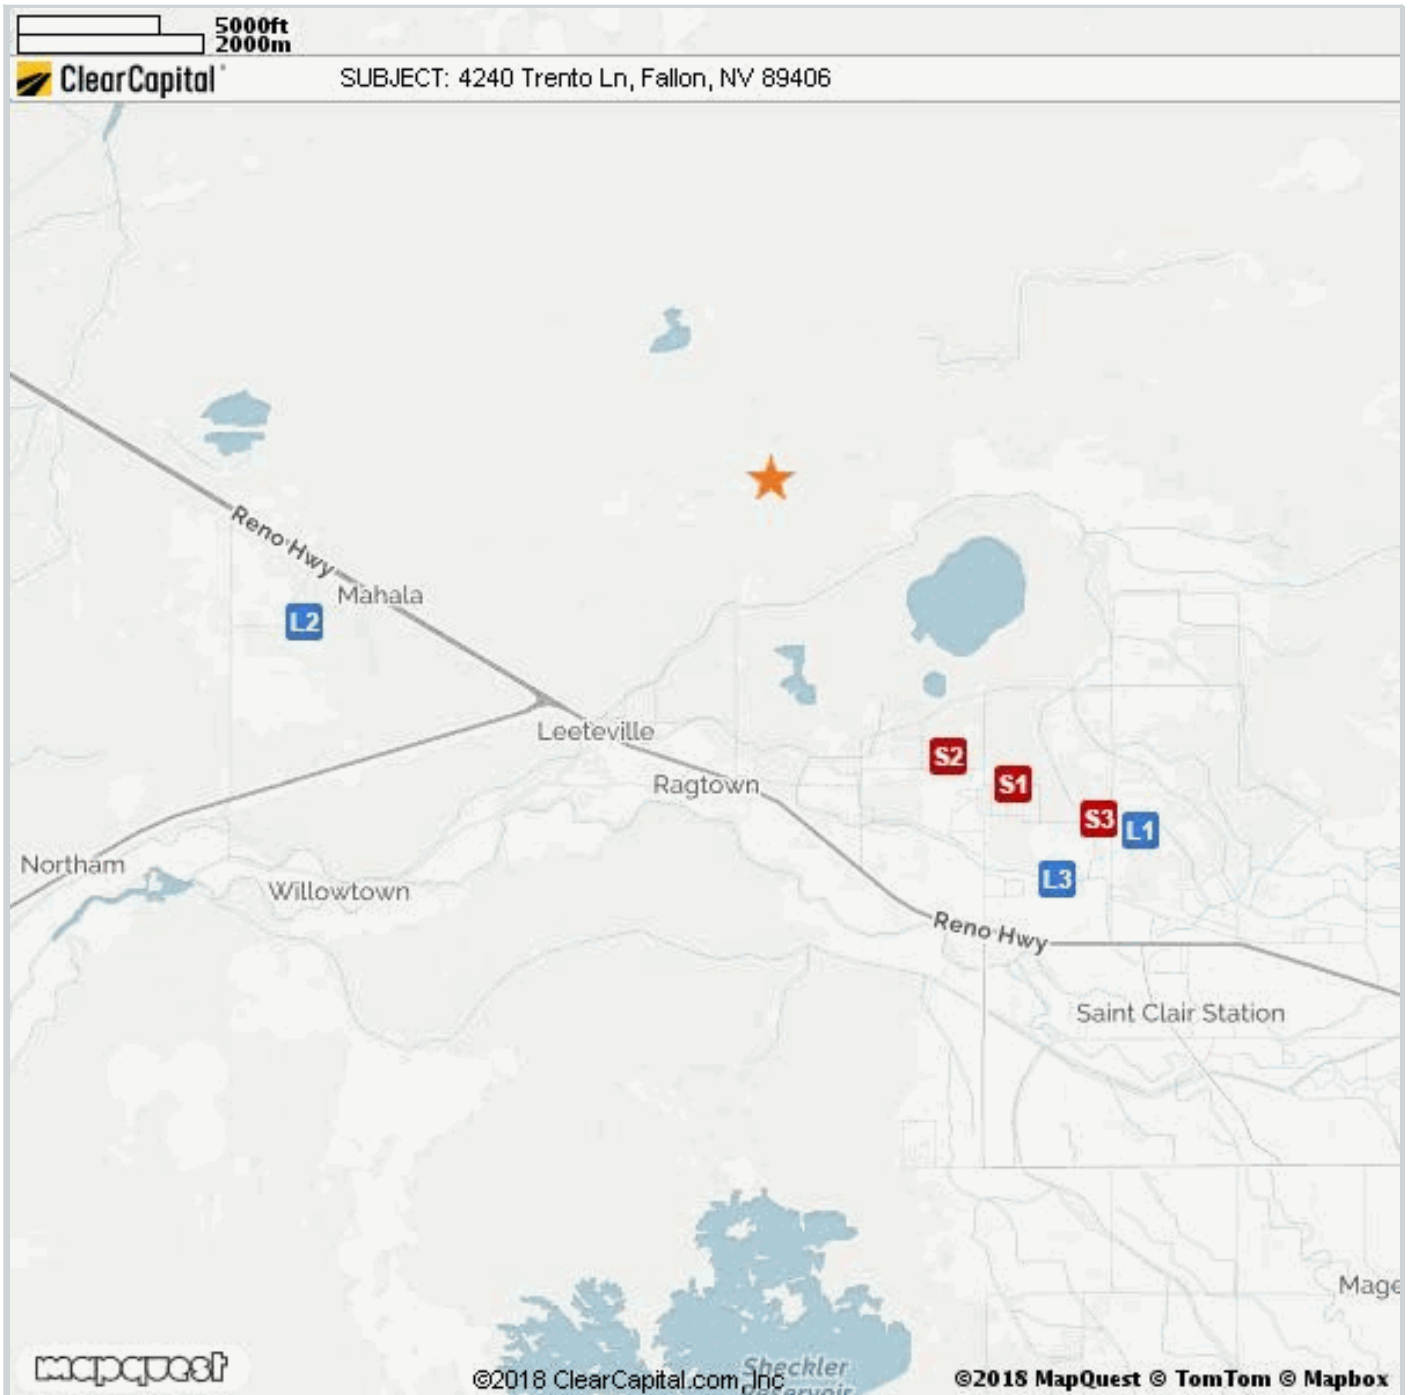 5000ft
2000m
ClearCapital
SUBJECT: 4240 Trento Ln, Fallon, NV 89406
Reno Hwy
Mahala
L2
Leeteville
S2
Ragtown
S1
S3
L1
Northam
Willowtown
L3
Reno Hwy
Saint Clair Station
Mage
mapquest
©2018 ClearCapital.com, Inc
Sheckler
Reservoir
©2018 MapQuest © TomTom © Mapbox